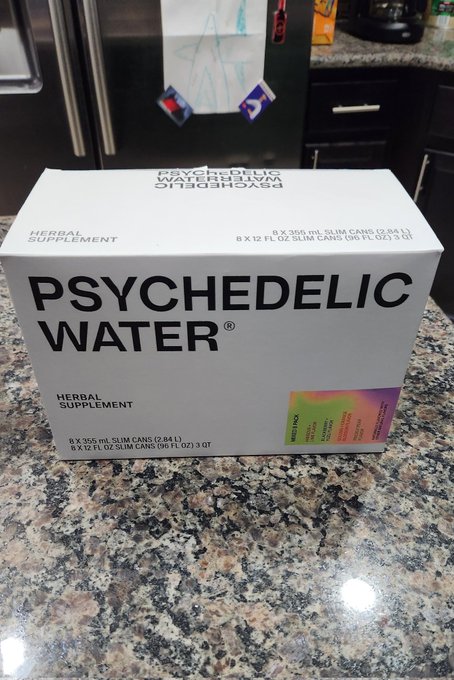 PSYCHEDELIC
WATER
PSYCHEDELIC
HERBAL
SUPPLEMENT
8 X 355 mL SLIM CANS (2.84 L)
8 X 12 FL OZ SLIM CANS (96 FL OZ) 3 QT
PSYCHEDELIC
WATER®
HERBAL
SUPPLEMENT
8 X 355 mL SLIM CANS (2.84 L)
8 X 12 FL OZ SLIM CANS (96 FL OZ) 3 QT
MIXED 8 PACK